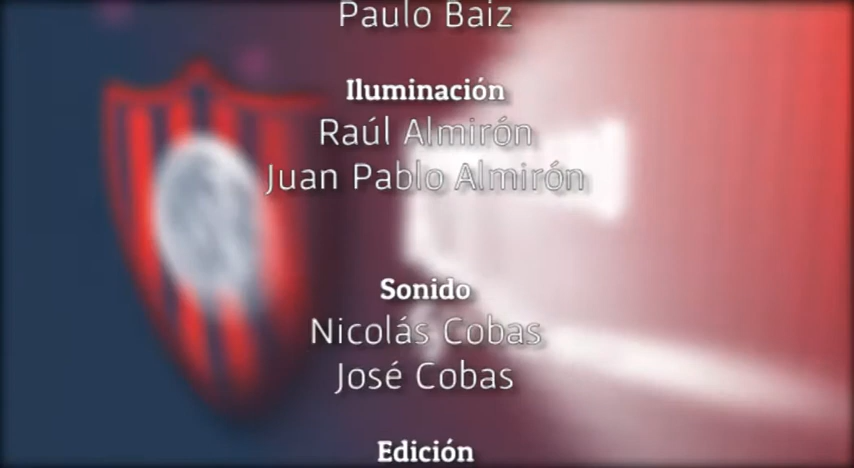 Paulo Baiz
Iluminación
Raúl Almirón
Juan Pablo Almirón
Sonido
Nicolás Cobas
José Cobas
Edición